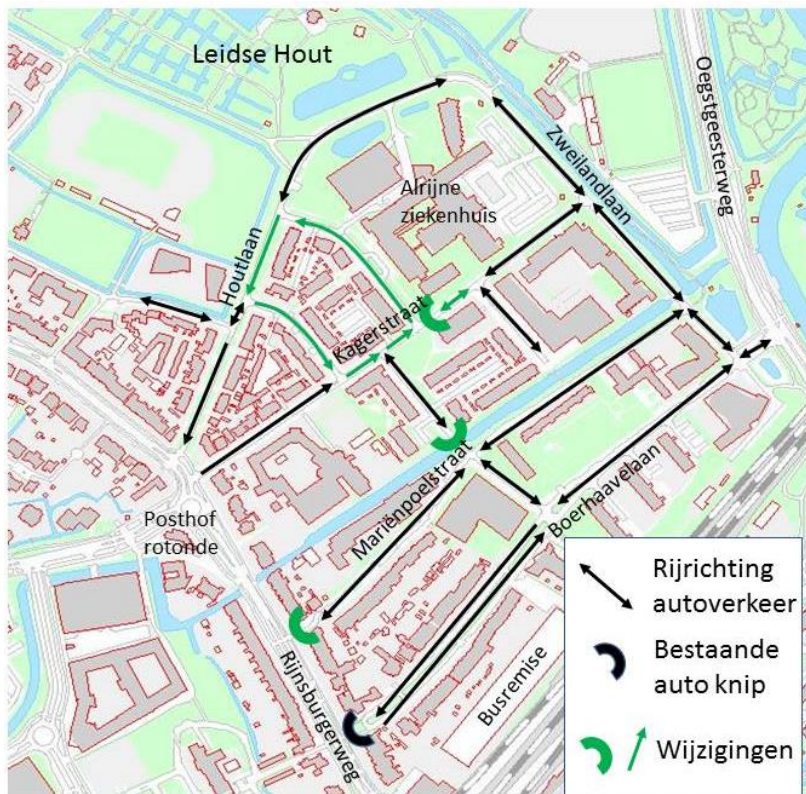 Leidse Hout
Oegstgeesterweg
Zweilandlaan
Alrijne
ziekenhuis
Houtlaan
Kagerstraat
Mariënpoelstraat
Boerhaavelaan
Posthof
rotonde
Rijnsburgerweg
Busremise
Rijrichting
autoverkeer
Bestaande
auto knip
Wijzigingen